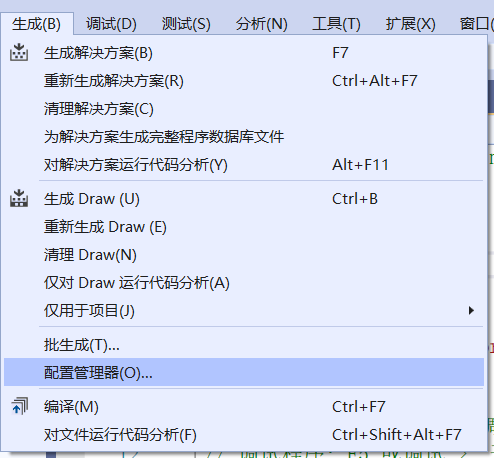 生成(B) 调试(D) 测试(S) 分析(N) 工具(T) 扩展(X) 窗口(
生成解决方案(B) F7
重新生成解决方案(R) Ctrl+Alt+F7
清理解决方案(C)
为解决方案生成完整程序数据库文件
对解决方案运行代码分析(Y) Alt+F11
生成 Draw (U) Ctrl+B
重新生成 Draw (E)
清理 Draw(N)
仅对 Draw 运行代码分析(A)
仅用于项目(J)
批生成(T)...
配置管理器(O)...
编译(M) Ctrl+F7
对文件运行代码分析(F) Ctrl+Shift+Alt+F7